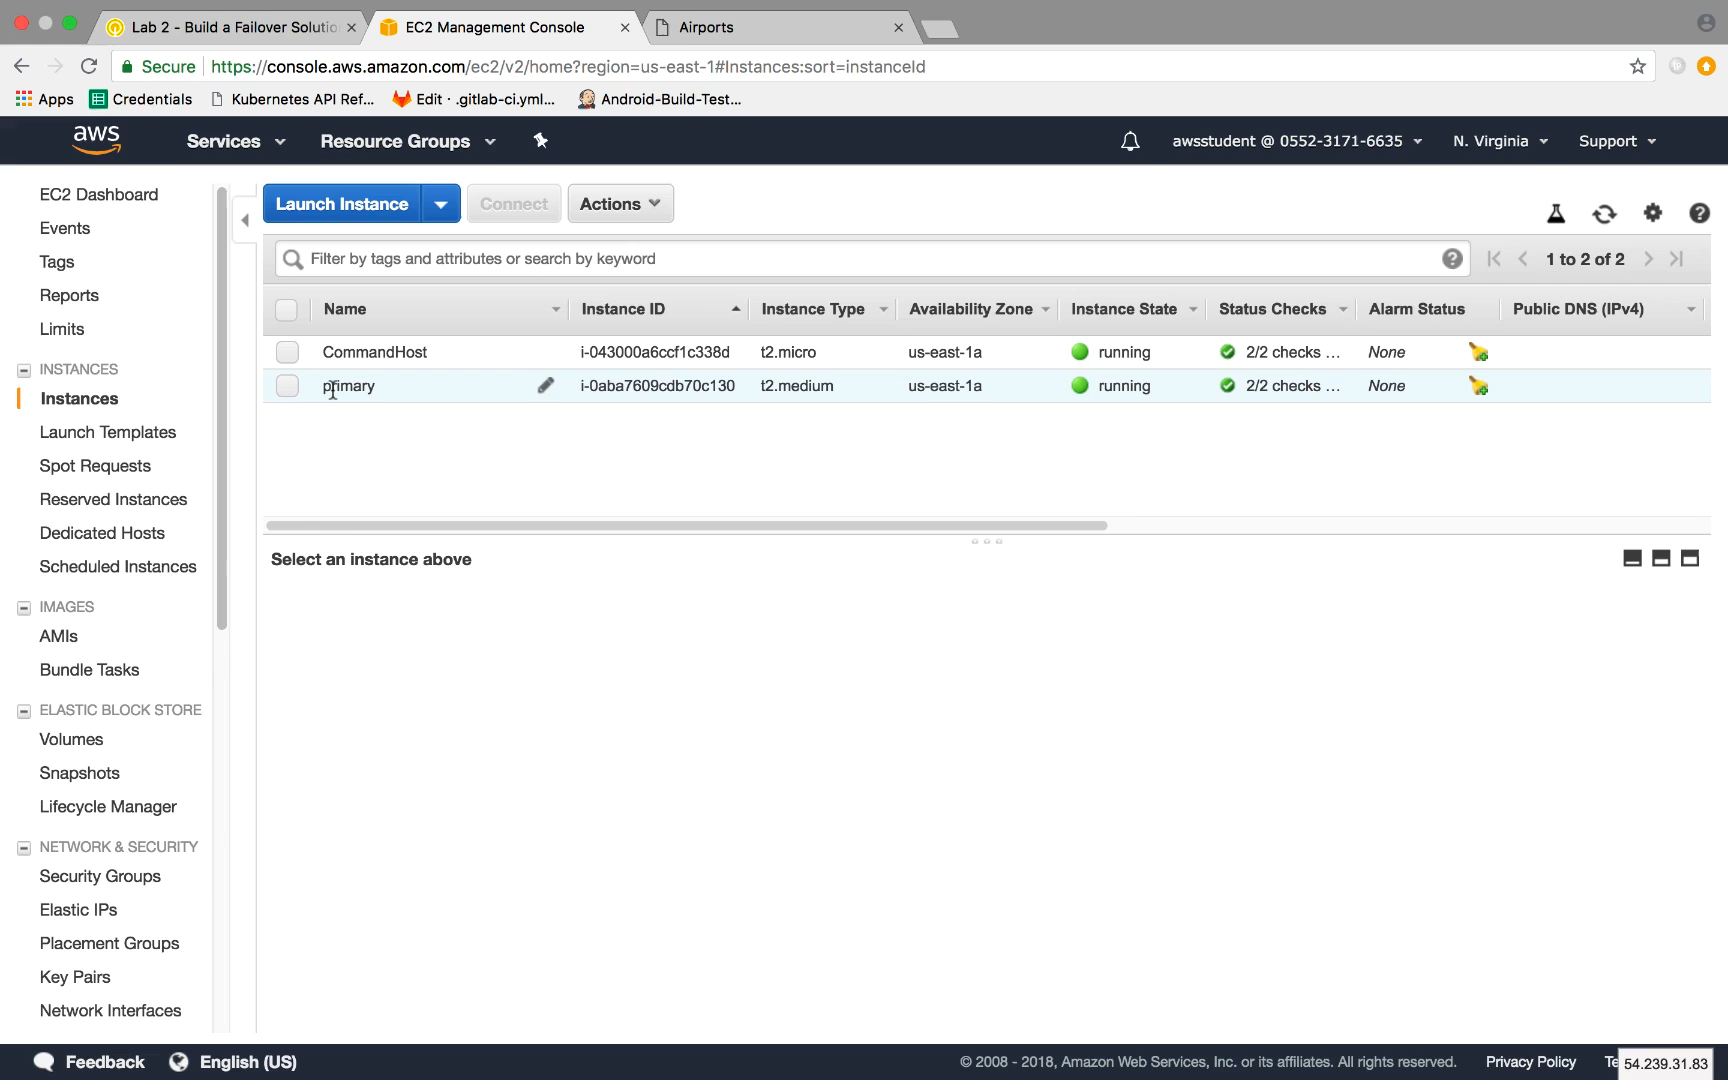 Lab 2 - Build a Failover Solutio
EC2 Management Console
Airports
Secure
https://console.aws.amazon.com/ec2/v2/home?region=us-east-1#Instances:sort=instanceId
Apps
Credentials
Kubernetes API Ref...
Edit · .gitlab-ci.yml...
Android-Build-Test...
aws
Services
Resource Groups
awsstudent @ 0552-3171-6635
N. Virginia
Support
EC2 Dashboard
Events
Tags
Reports
Limits
INSTANCES
Instances
Launch Templates
Spot Requests
Reserved Instances
Dedicated Hosts
Scheduled Instances
IMAGES
AMIs
Bundle Tasks
ELASTIC BLOCK STORE
Volumes
Snapshots
Lifecycle Manager
NETWORK & SECURITY
Security Groups
Elastic IPs
Placement Groups
Key Pairs
Network Interfaces
Launch Instance
Connect
Actions
Filter by tags and attributes or search by keyword
1 to 2 of 2
Name Instance ID Instance Type Availability Zone Instance State Status Checks Alarm Status Public DNS (IPv4)
CommandHost i-043000a6ccf1c338d t2.micro us-east-1a running 2/2 checks ... None
primary i-0aba7609cdb70c130 t2.medium us-east-1a running 2/2 checks ... None
Select an instance above
Feedback
English (US)
© 2008 - 2018, Amazon Web Services, Inc. or its affiliates. All rights reserved.
Privacy Policy
Te
54.239.31.83